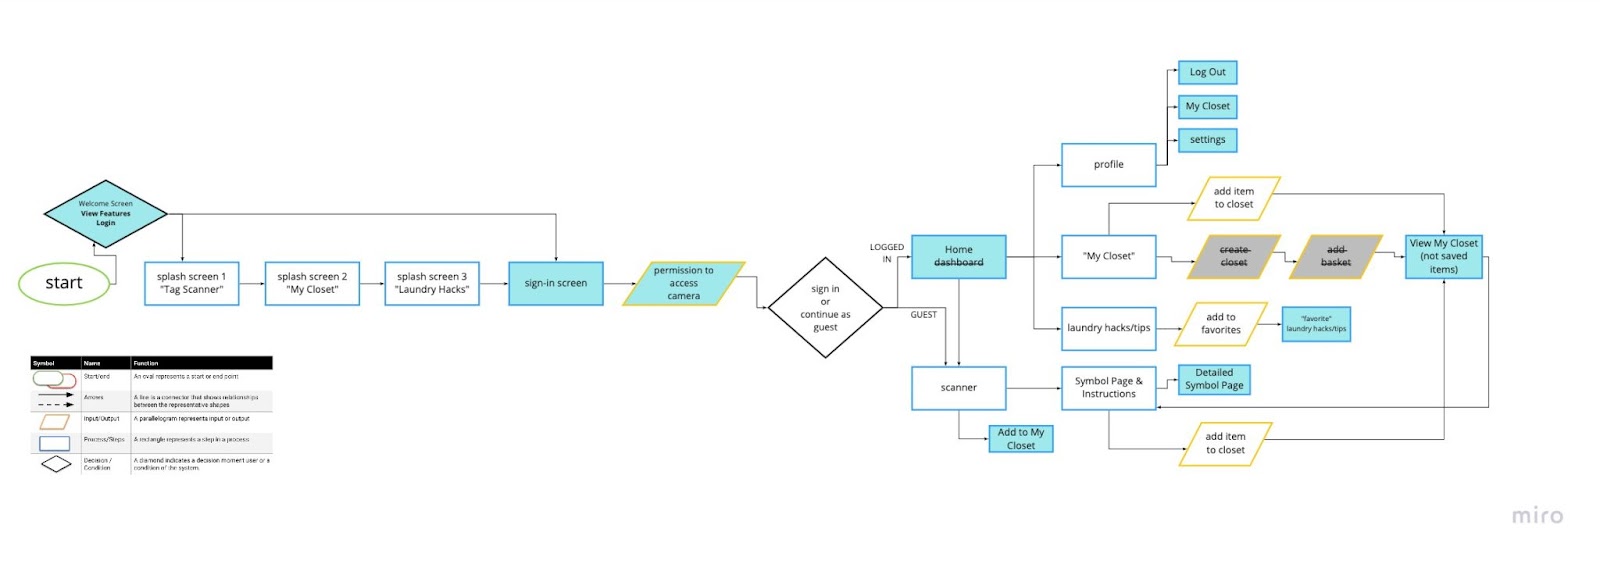 Log Out
My Closet
settings
profile
Welcome Screen
View Features
Login
add item
to closet
start
splash screen 1
"Tag Scanner"
splash screen 2
"My Closet"
splash screen 3
"Laundry Hacks"
sign-in screen
permission to
access
camera
sign in
or
continue as
guest
LOGGED
IN
GUEST
Home
dashboard
"My Closet"
create
closet
add
basket
View My Closet
(not saved
items)
laundry hacks/tips
add to
favorites
"favorite"
laundry hacks/tips
scanner
Symbol Page &
Instructions
Detailed
Symbol Page
Add to My
Closet
add item
to closet
Symbol Name Function
Start/end An oval represents a start or end point
Arrows A line is a connector that shows relationships
between the representative shapes
Input/Output A parallelogram represents input or output
Process/Steps A rectangle represents a step in a process
Decision / A diamond indicates a decision moment user or a
Condition condition of the system.
miro